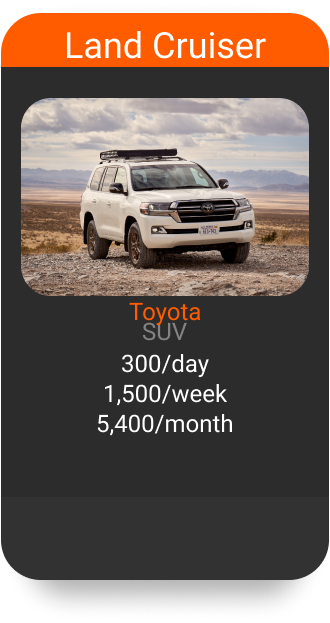 Land Cruiser
Toyota
SUV
300/day
1,500/week
5,400/month